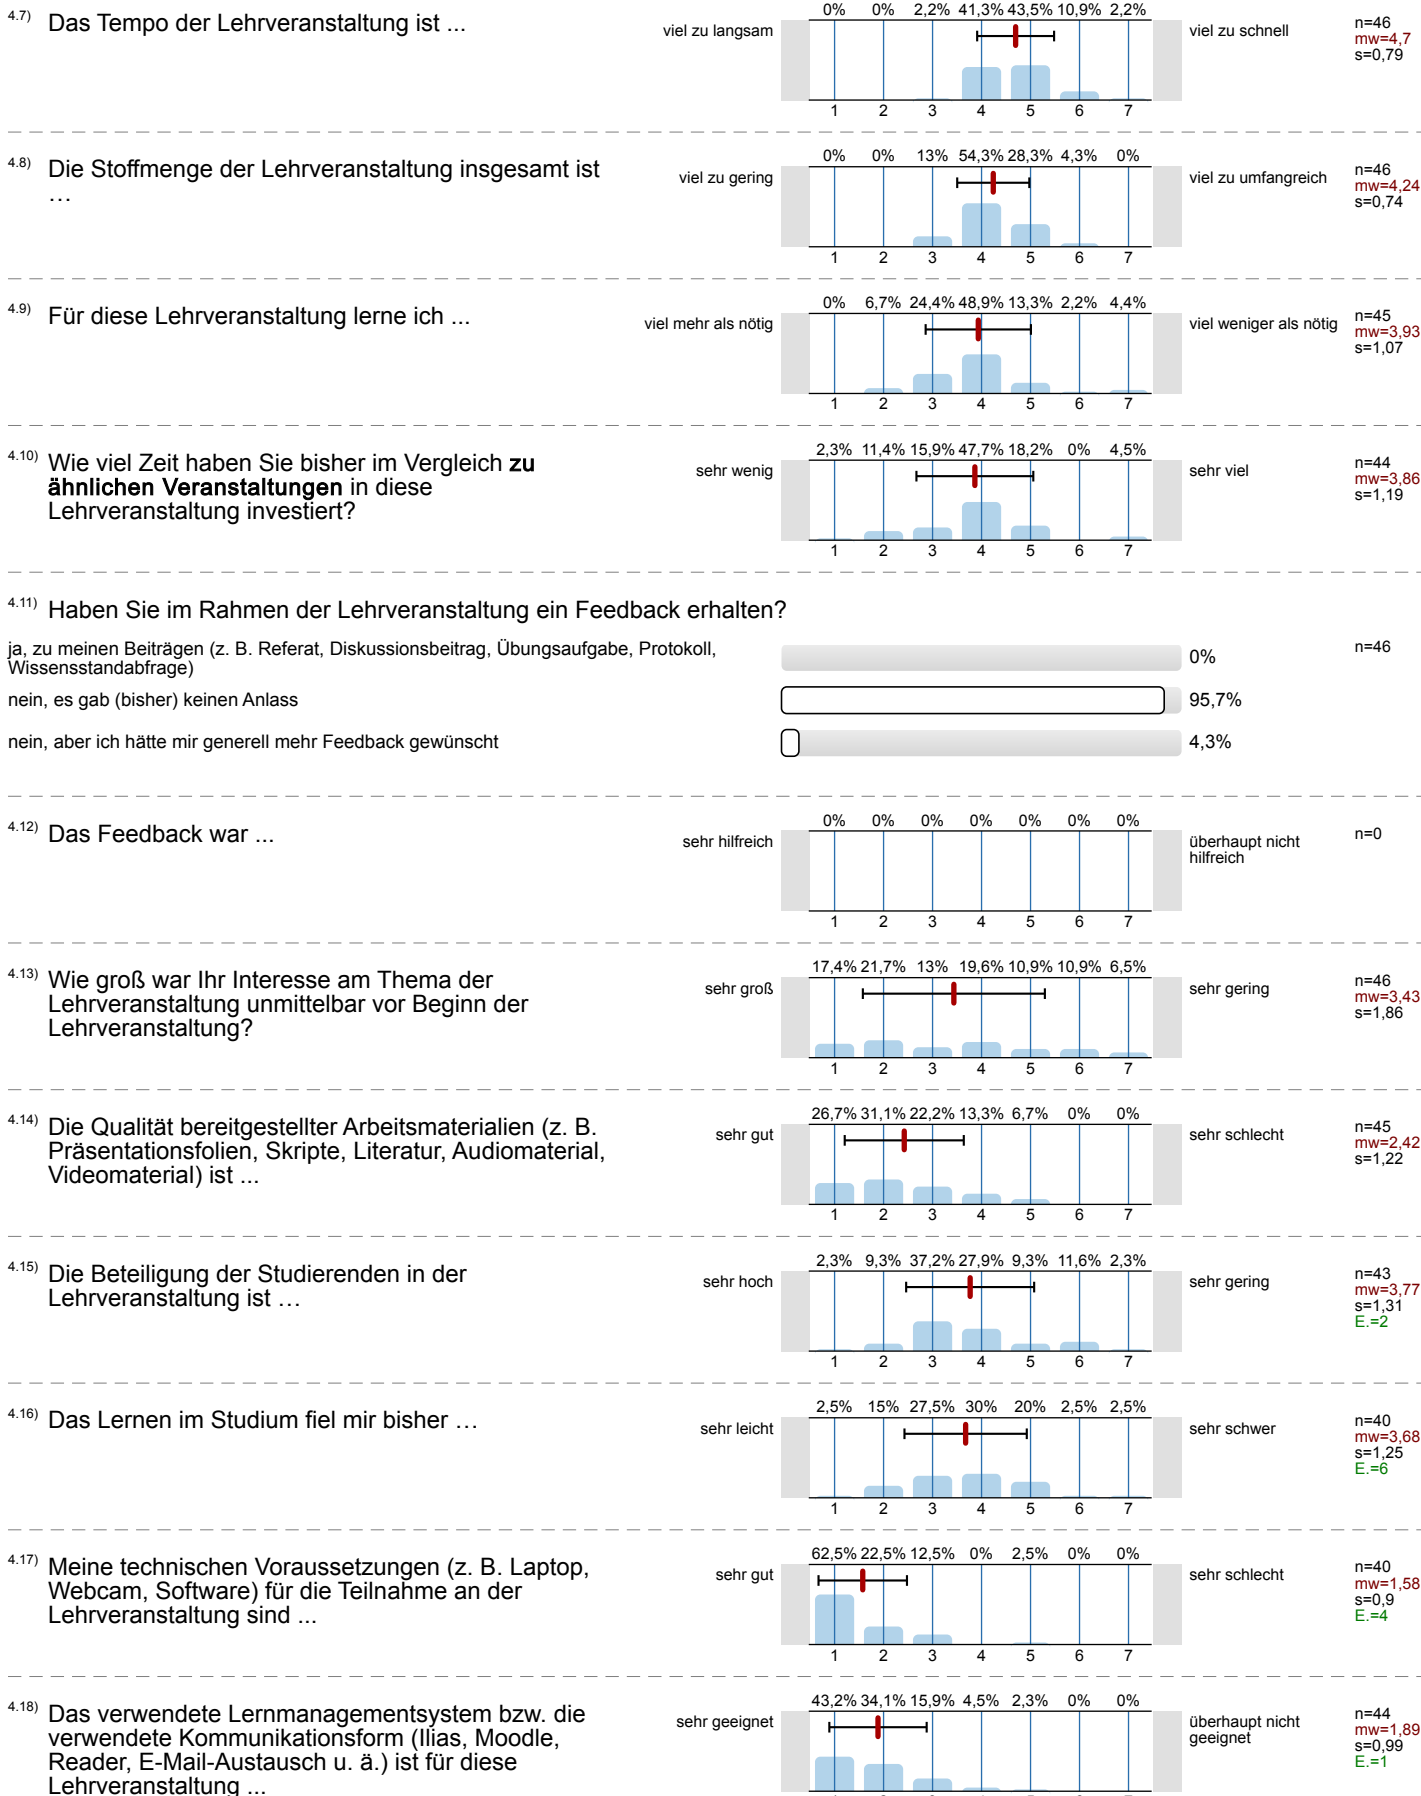 4.7) Das Tempo der Lehrveranstaltung ist ...
0% 0% 2,2% 41,3% 43,5% 10,9% 2,2%
viel zu langsam viel zu schnell
n=46
mw=4,7
s=0,79
1 2 3 4 5 6 7
4.8) Die Stoffmenge der Lehrveranstaltung insgesamt ist
…
0% 0% 13% 54,3% 28,3% 4,3% 0%
viel zu gering viel zu umfangreich
n=46
mw=4,24
s=0,74
1 2 3 4 5 6 7
4.9) Für diese Lehrveranstaltung lerne ich ...
0% 6,7% 24,4% 48,9% 13,3% 2,2% 4,4%
viel mehr als nötig viel weniger als nötig
n=45
mw=3,93
s=1,07
1 2 3 4 5 6 7
4.10) Wie viel Zeit haben Sie bisher im Vergleich zu
ähnlichen Veranstaltungen in diese
Lehrveranstaltung investiert?
2,3% 11,4% 15,9% 47,7% 18,2% 0% 4,5%
sehr wenig sehr viel
n=44
mw=3,86
s=1,19
1 2 3 4 5 6 7
4.11) Haben Sie im Rahmen der Lehrveranstaltung ein Feedback erhalten?
ja, zu meinen Beiträgen (z. B. Referat, Diskussionsbeitrag, Übungsaufgabe, Protokoll,
Wissensstandabfrage)
0%
n=46
nein, es gab (bisher) keinen Anlass 95,7%
nein, aber ich hätte mir generell mehr Feedback gewünscht 4,3%
4.12) Das Feedback war ...
0% 0% 0% 0% 0% 0% 0%
sehr hilfreich überhaupt nicht
hilfreich
n=0
1 2 3 4 5 6 7
4.13) Wie groß war Ihr Interesse am Thema der
Lehrveranstaltung unmittelbar vor Beginn der
Lehrveranstaltung?
17,4% 21,7% 13% 19,6% 10,9% 10,9% 6,5%
sehr groß sehr gering
n=46
mw=3,43
s=1,86
1 2 3 4 5 6 7
4.14) Die Qualität bereitgestellter Arbeitsmaterialien (z. B.
Präsentationsfolien, Skripte, Literatur, Audiomaterial,
Videomaterial) ist ...
26,7% 31,1% 22,2% 13,3% 6,7% 0% 0%
sehr gut sehr schlecht
n=45
mw=2,42
s=1,22
1 2 3 4 5 6 7
4.15) Die Beteiligung der Studierenden in der
Lehrveranstaltung ist …
2,3% 9,3% 37,2% 27,9% 9,3% 11,6% 2,3%
sehr hoch sehr gering
n=43
mw=3,77
s=1,31
E.=2
1 2 3 4 5 6 7
4.16) Das Lernen im Studium fiel mir bisher …
2,5% 15% 27,5% 30% 20% 2,5% 2,5%
sehr leicht sehr schwer
n=40
mw=3,68
s=1,25
E.=6
1 2 3 4 5 6 7
4.17) Meine technischen Voraussetzungen (z. B. Laptop,
Webcam, Software) für die Teilnahme an der
Lehrveranstaltung sind ...
62,5% 22,5% 12,5% 0% 2,5% 0% 0%
sehr gut sehr schlecht
n=40
mw=1,58
s=0,9
E.=4
1 2 3 4 5 6 7
4.18) Das verwendete Lernmanagementsystem bzw. die
verwendete Kommunikationsform (Ilias, Moodle,
Reader, E-Mail-Austausch u. ä.) ist für diese
Lehrveranstaltung ...
43,2% 34,1% 15,9% 4,5% 2,3% 0% 0%
sehr geeignet überhaupt nicht
geeignet
n=44
mw=1,89
s=0,99
E.=1